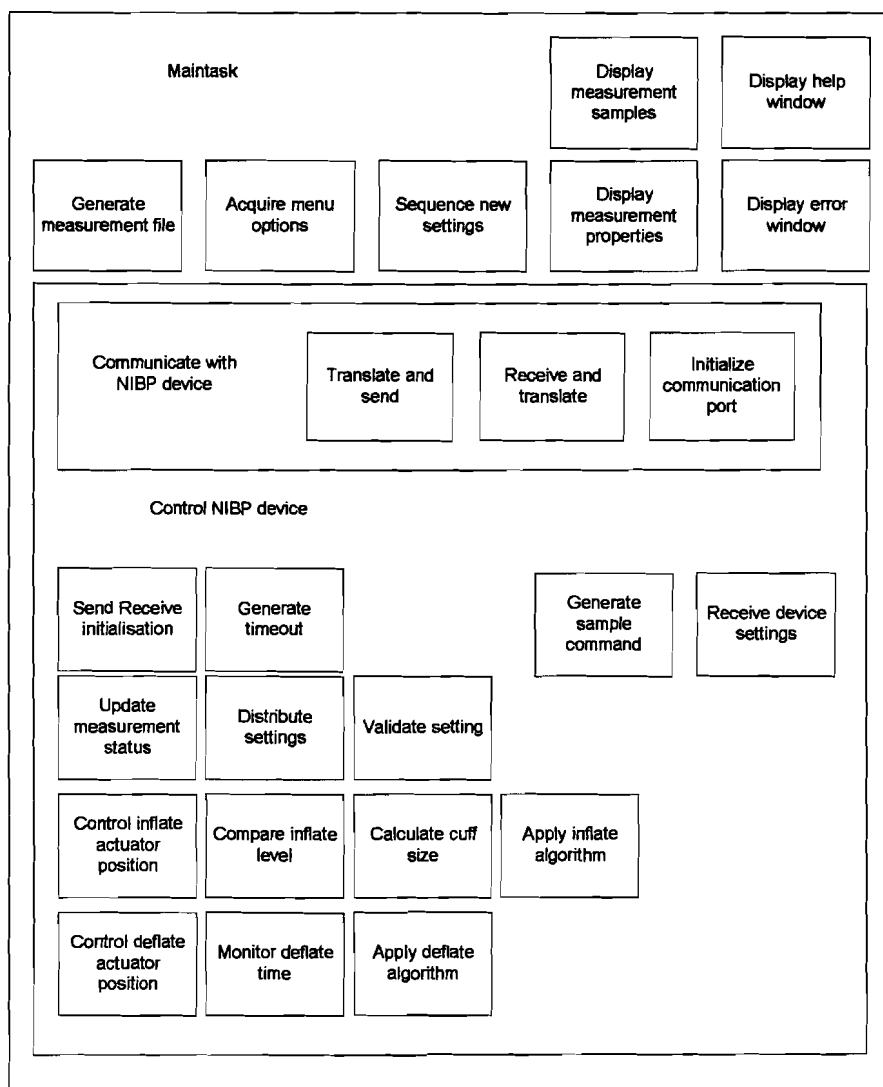 Maintask
Display
measurement
samples
Display help
window
Generate
measurement file
Acquire menu
options
Sequence new
settings
Display
measurement
properties
Display error
window
Communicate with
NIBP device
Translate and
send
Receive and
translate
Initialize
communication
port
Control NIBP device
Send Receive
initialisation
Generate
timeout
Generate
sample
command
Receive device
settings
Update
measurement
status
Distribute
settings
Validate setting
Control inflate
actuator
position
Compare inflate
level
Calculate cuff
size
Apply inflate
algorithm
Control deflate
actuator
position
Monitor deflate
time
Apply deflate
algorithm